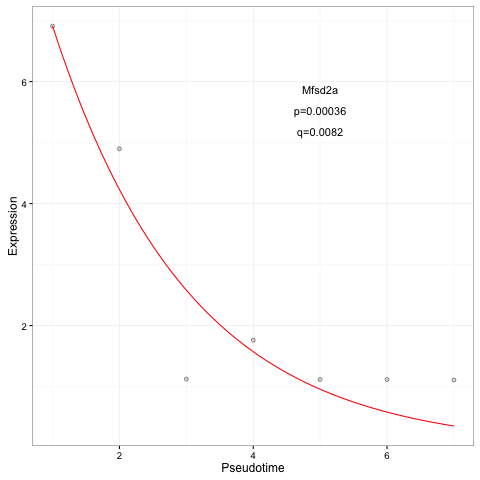 Mfsd2a
p=0.00036
q=0.0082
6
4
2
Expression
2 4 6
Pseudotime